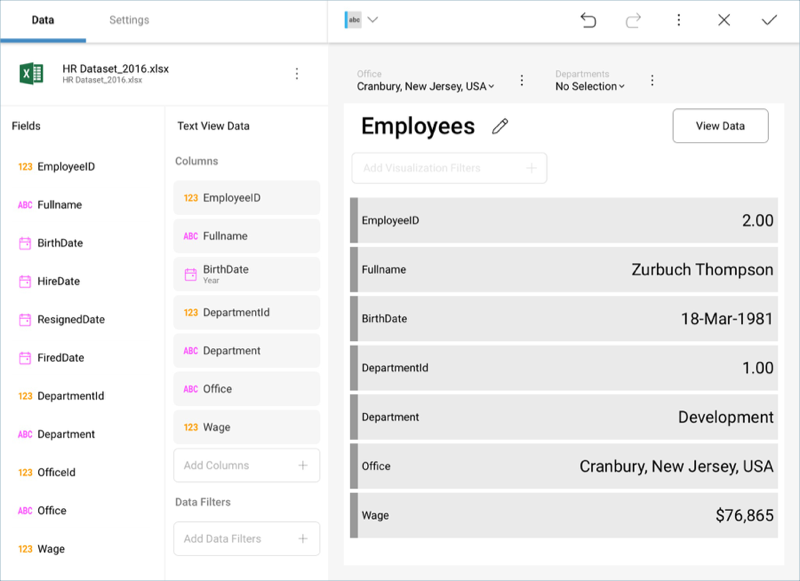 Data
Settings
abc
HR Dataset_2016.xlsx
HR Dataset_2016.xlsx
Fields
123 EmployeeID
ABC Fullname
BirthDate
HireDate
ResignedDate
FiredDate
123 DepartmentId
ABC Department
123 OfficeId
ABC Office
123 Wage
Text View Data
Columns
123 EmployeeID
ABC Fullname
BirthDate
Year
123 DepartmentId
ABC Department
ABC Office
123 Wage
Add Columns
Data Filters
Add Data Filters
Office
Cranbury, New Jersey, USA
Departments
No Selection
Employees
View Data
Add Visualization Filters
EmployeeID 2.00
Fullname Zurbuch Thompson
BirthDate 18-Mar-1981
DepartmentId 1.00
Department Development
Office Cranbury, New Jersey, USA
Wage $76,865